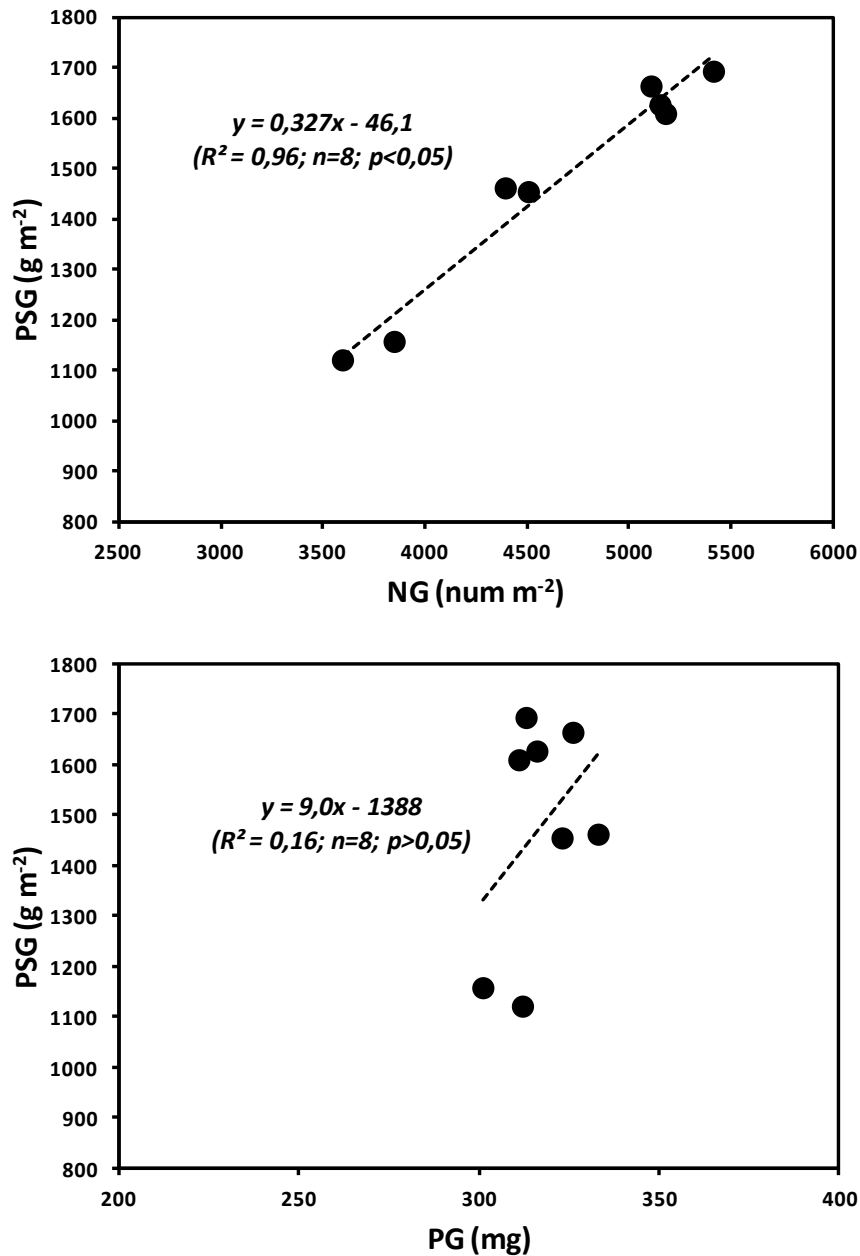 1800
1700
1600
1500
1400
1300
1200
1100
1000
900
800
PSG (g m⁻²)
y = 0,327x - 46,1
(R² = 0,96; n=8; p<0,05)
2500 3000 3500 4000 4500 5000 5500 6000
NG (num m⁻²)
1800
1700
1600
1500
1400
1300
1200
1100
1000
900
800
PSG (g m⁻²)
y = 9,0x - 1388
(R² = 0,16; n=8; p>0,05)
200 250 300 350 400
PG (mg)